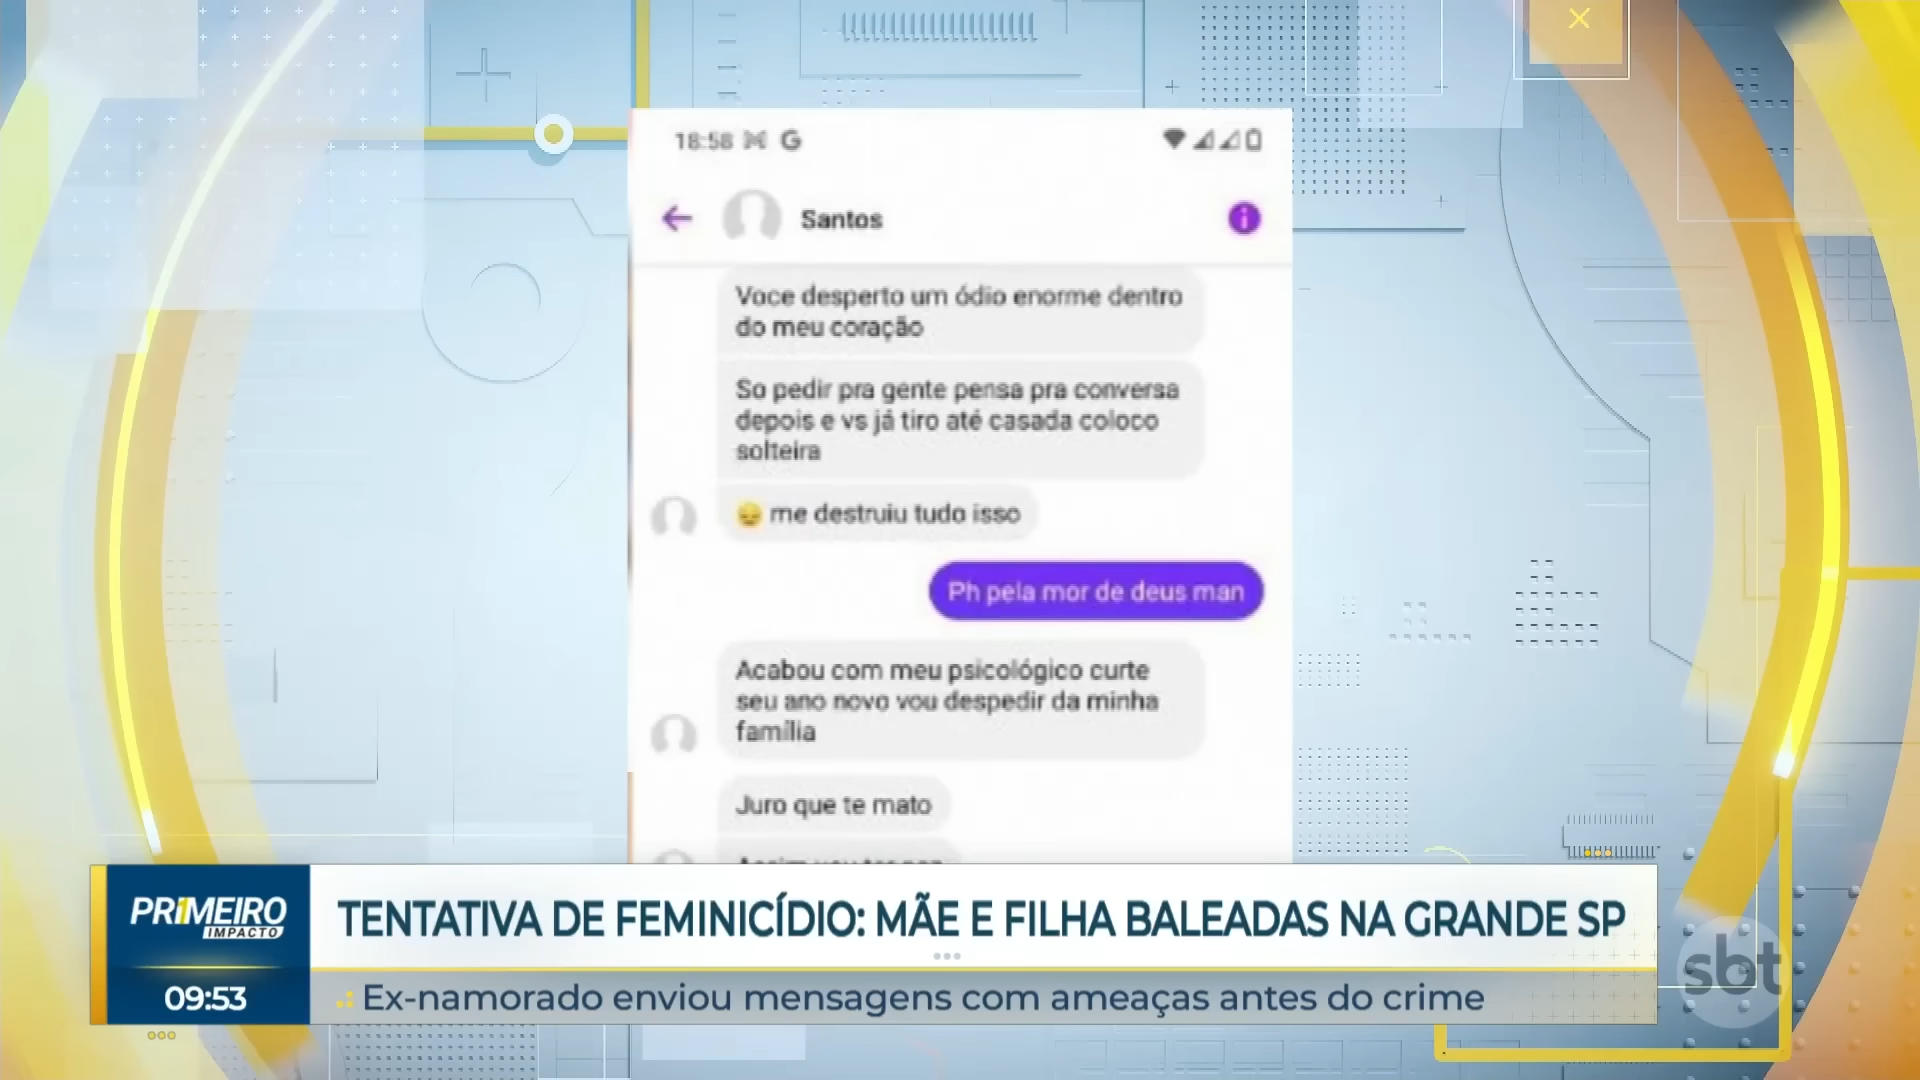 18:58 M G
Santos
Voce desperto um ódio enorme dentro
do meu coração
So pedir pra gente pensa pra conversa
depois e vs já tiro até casada coloco
solteira
😔 me destruiu tudo isso
Ph pela mor de deus man
Acabou com meu psicológico curte
seu ano novo vou despedir da minha
família
Juro que te mato
PRIMEIRO
IMPACTO
TENTATIVA DE FEMINICÍDIO: MÃE E FILHA BALEADAS NA GRANDE SP
09:53
Ex-namorado enviou mensagens com ameaças antes do crime
sbt